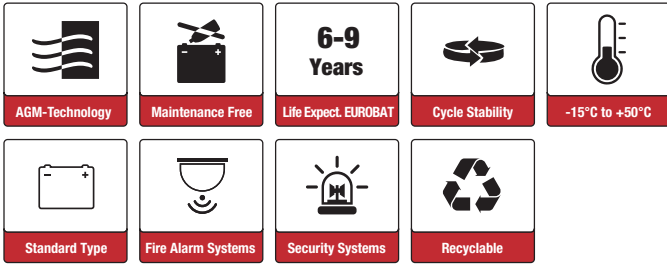 6-9
Years
AGM-Technology
Maintenance Free
Life Expect. EUROBAT
Cycle Stability
-15°C to +50°C
- +
Standard Type
Fire Alarm Systems
Security Systems
Recyclable